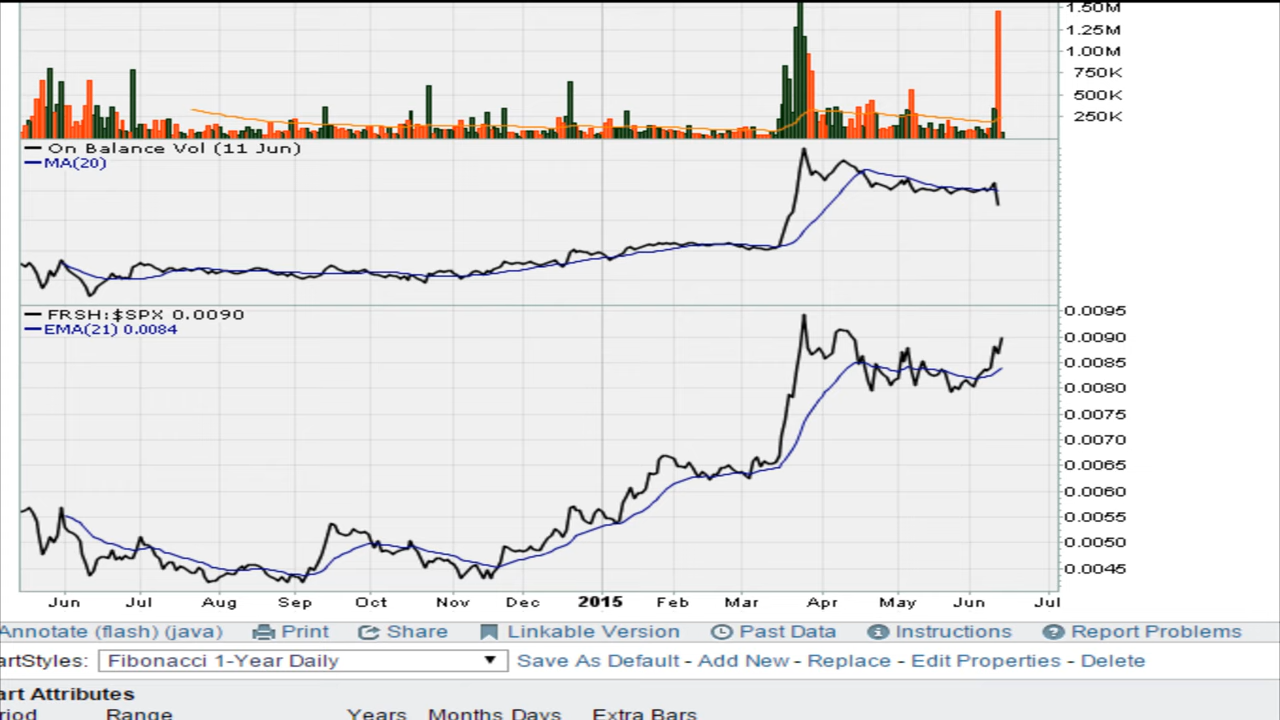 1.50M
1.25M
1.00M
750K
500K
250K
On Balance Vol (11 Jun)
MA(20)
FRSH:$SPX 0.0090
EMA(21) 0.0084
0.0095
0.0090
0.0085
0.0080
0.0075
0.0070
0.0065
0.0060
0.0055
0.0050
0.0045
Jun Jul Aug Sep Oct Nov Dec 2015 Feb Mar Apr May Jun Jul
Annotate (flash) (java) Print Share Linkable Version Past Data Instructions Report Problems
artStyles: Fibonacci 1-Year Daily Save As Default - Add New - Replace - Edit Properties - Delete
art Attributes
riod Range Years Months Days Extra Bars